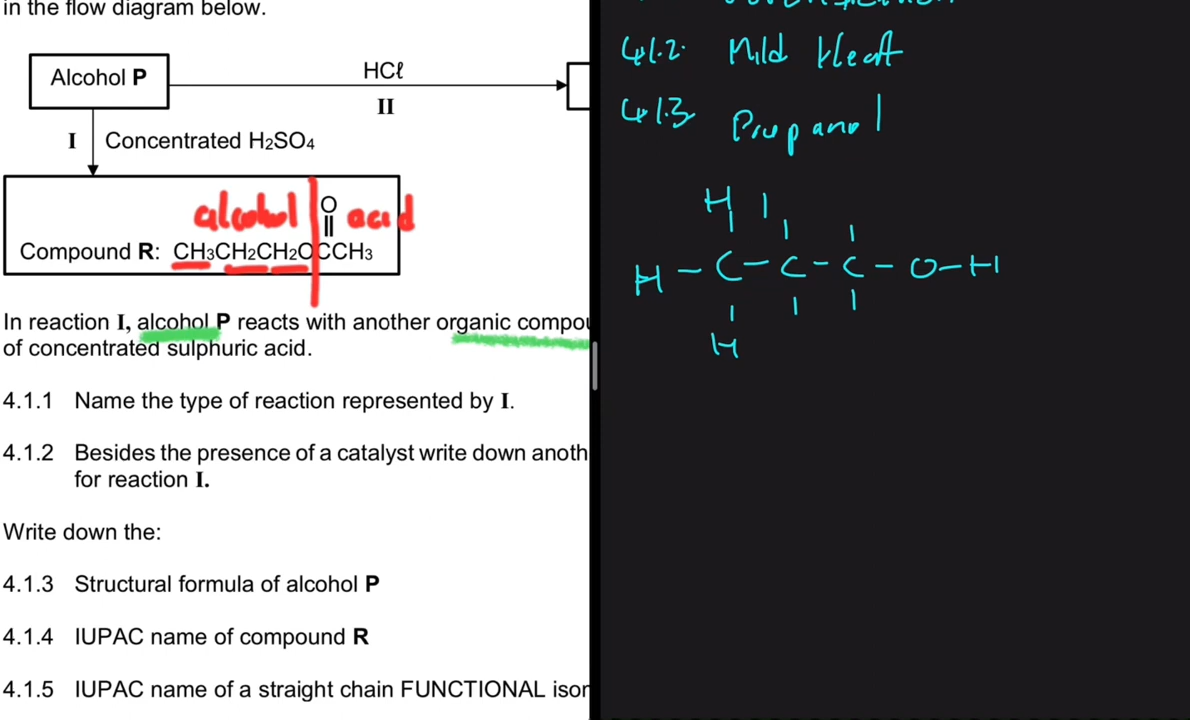 in the flow diagram below.
Alcohol P
HCℓ
II
I
Concentrated H2SO4
alcohol
acid
O
Compound R: CH3CH2CH2OCCH3
In reaction I, alcohol P reacts with another organic compou
of concentrated sulphuric acid.
4.1.1 Name the type of reaction represented by I.
4.1.2 Besides the presence of a catalyst write down anoth
for reaction I.
Write down the:
4.1.3 Structural formula of alcohol P
4.1.4 IUPAC name of compound R
4.1.5 IUPAC name of a straight chain FUNCTIONAL isor
4.1.2. Mild Heat
4.1.3 Propanol
H
H - C - C - C - O - H
H